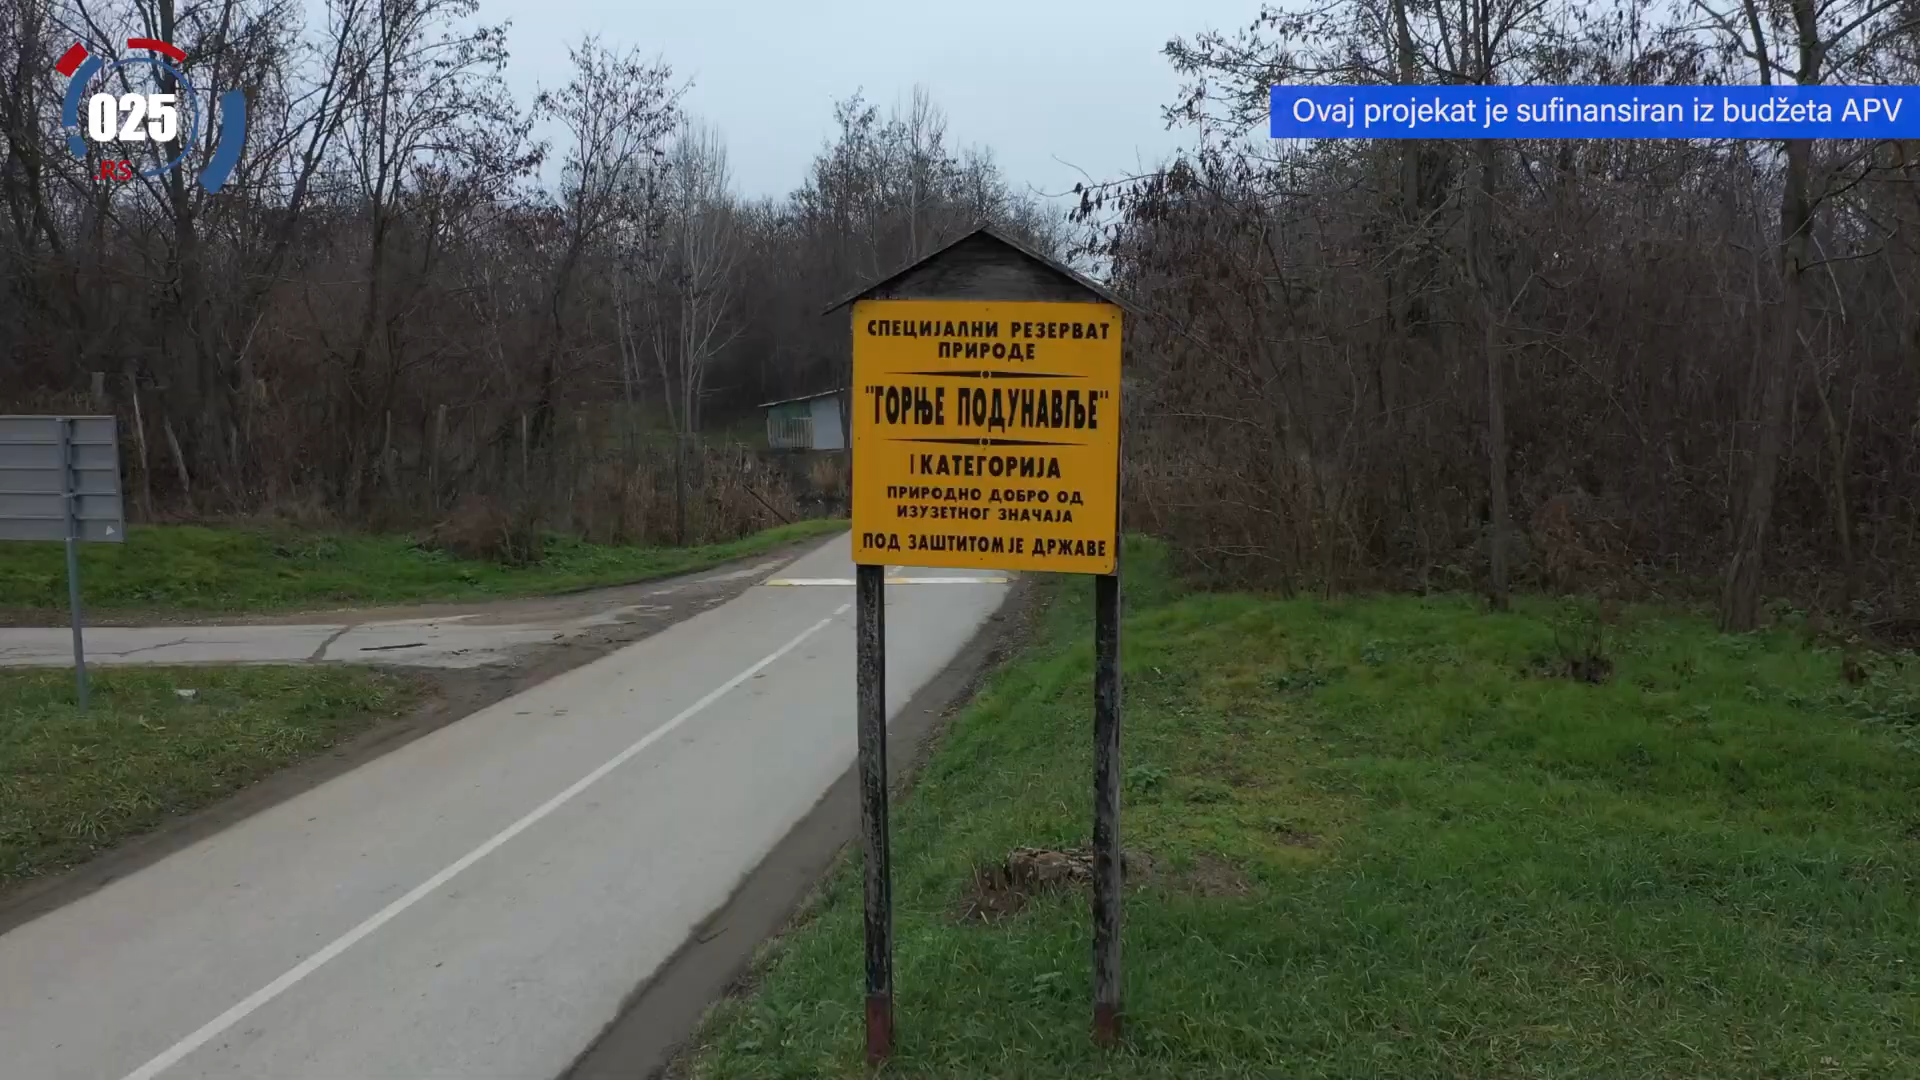 025
.RS
Ovaj projekat je sufinansiran iz budžeta APV
СПЕЦИЈАЛНИ РЕЗЕРВАТ
ПРИРОДЕ
"ГОРЊЕ ПОДУНАВЉЕ"
I КАТЕГОРИЈА
ПРИРОДНО ДОБРО ОД
ИЗУЗЕТНОГ ЗНАЧАЈА
ПОД ЗАШТИТОМ ЈЕ ДРЖАВЕ